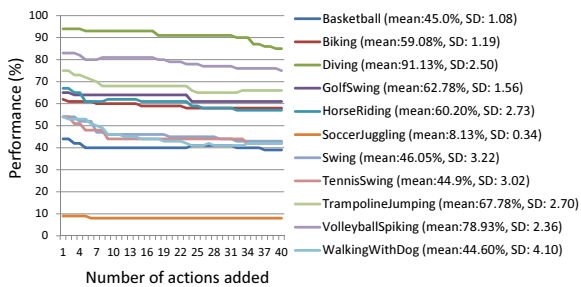 Performance (%)
100
90
80
70
60
50
40
30
20
10
0
1 4 7 10 13 16 19 22 25 28 31 34 37 40
Number of actions added
Basketball (mean:45.0%, SD: 1.08)
Biking (mean:59.08%, SD: 1.19)
Diving (mean:91.13%, SD:2.50)
GolfSwing (mean:62.78%, SD: 1.56)
HorseRiding (mean:60.20%, SD: 2.73)
SoccerJuggling (mean:8.13%, SD: 0.34)
Swing (mean:46.05%, SD: 3.22)
TennisSwing (mean:44.9%, SD: 3.02)
TrampolineJumping (mean:67.78%, SD: 2.70)
VolleyballSpiking (mean:78.93%, SD: 2.36)
WalkingWithDog (mean:44.60%, SD: 4.10)